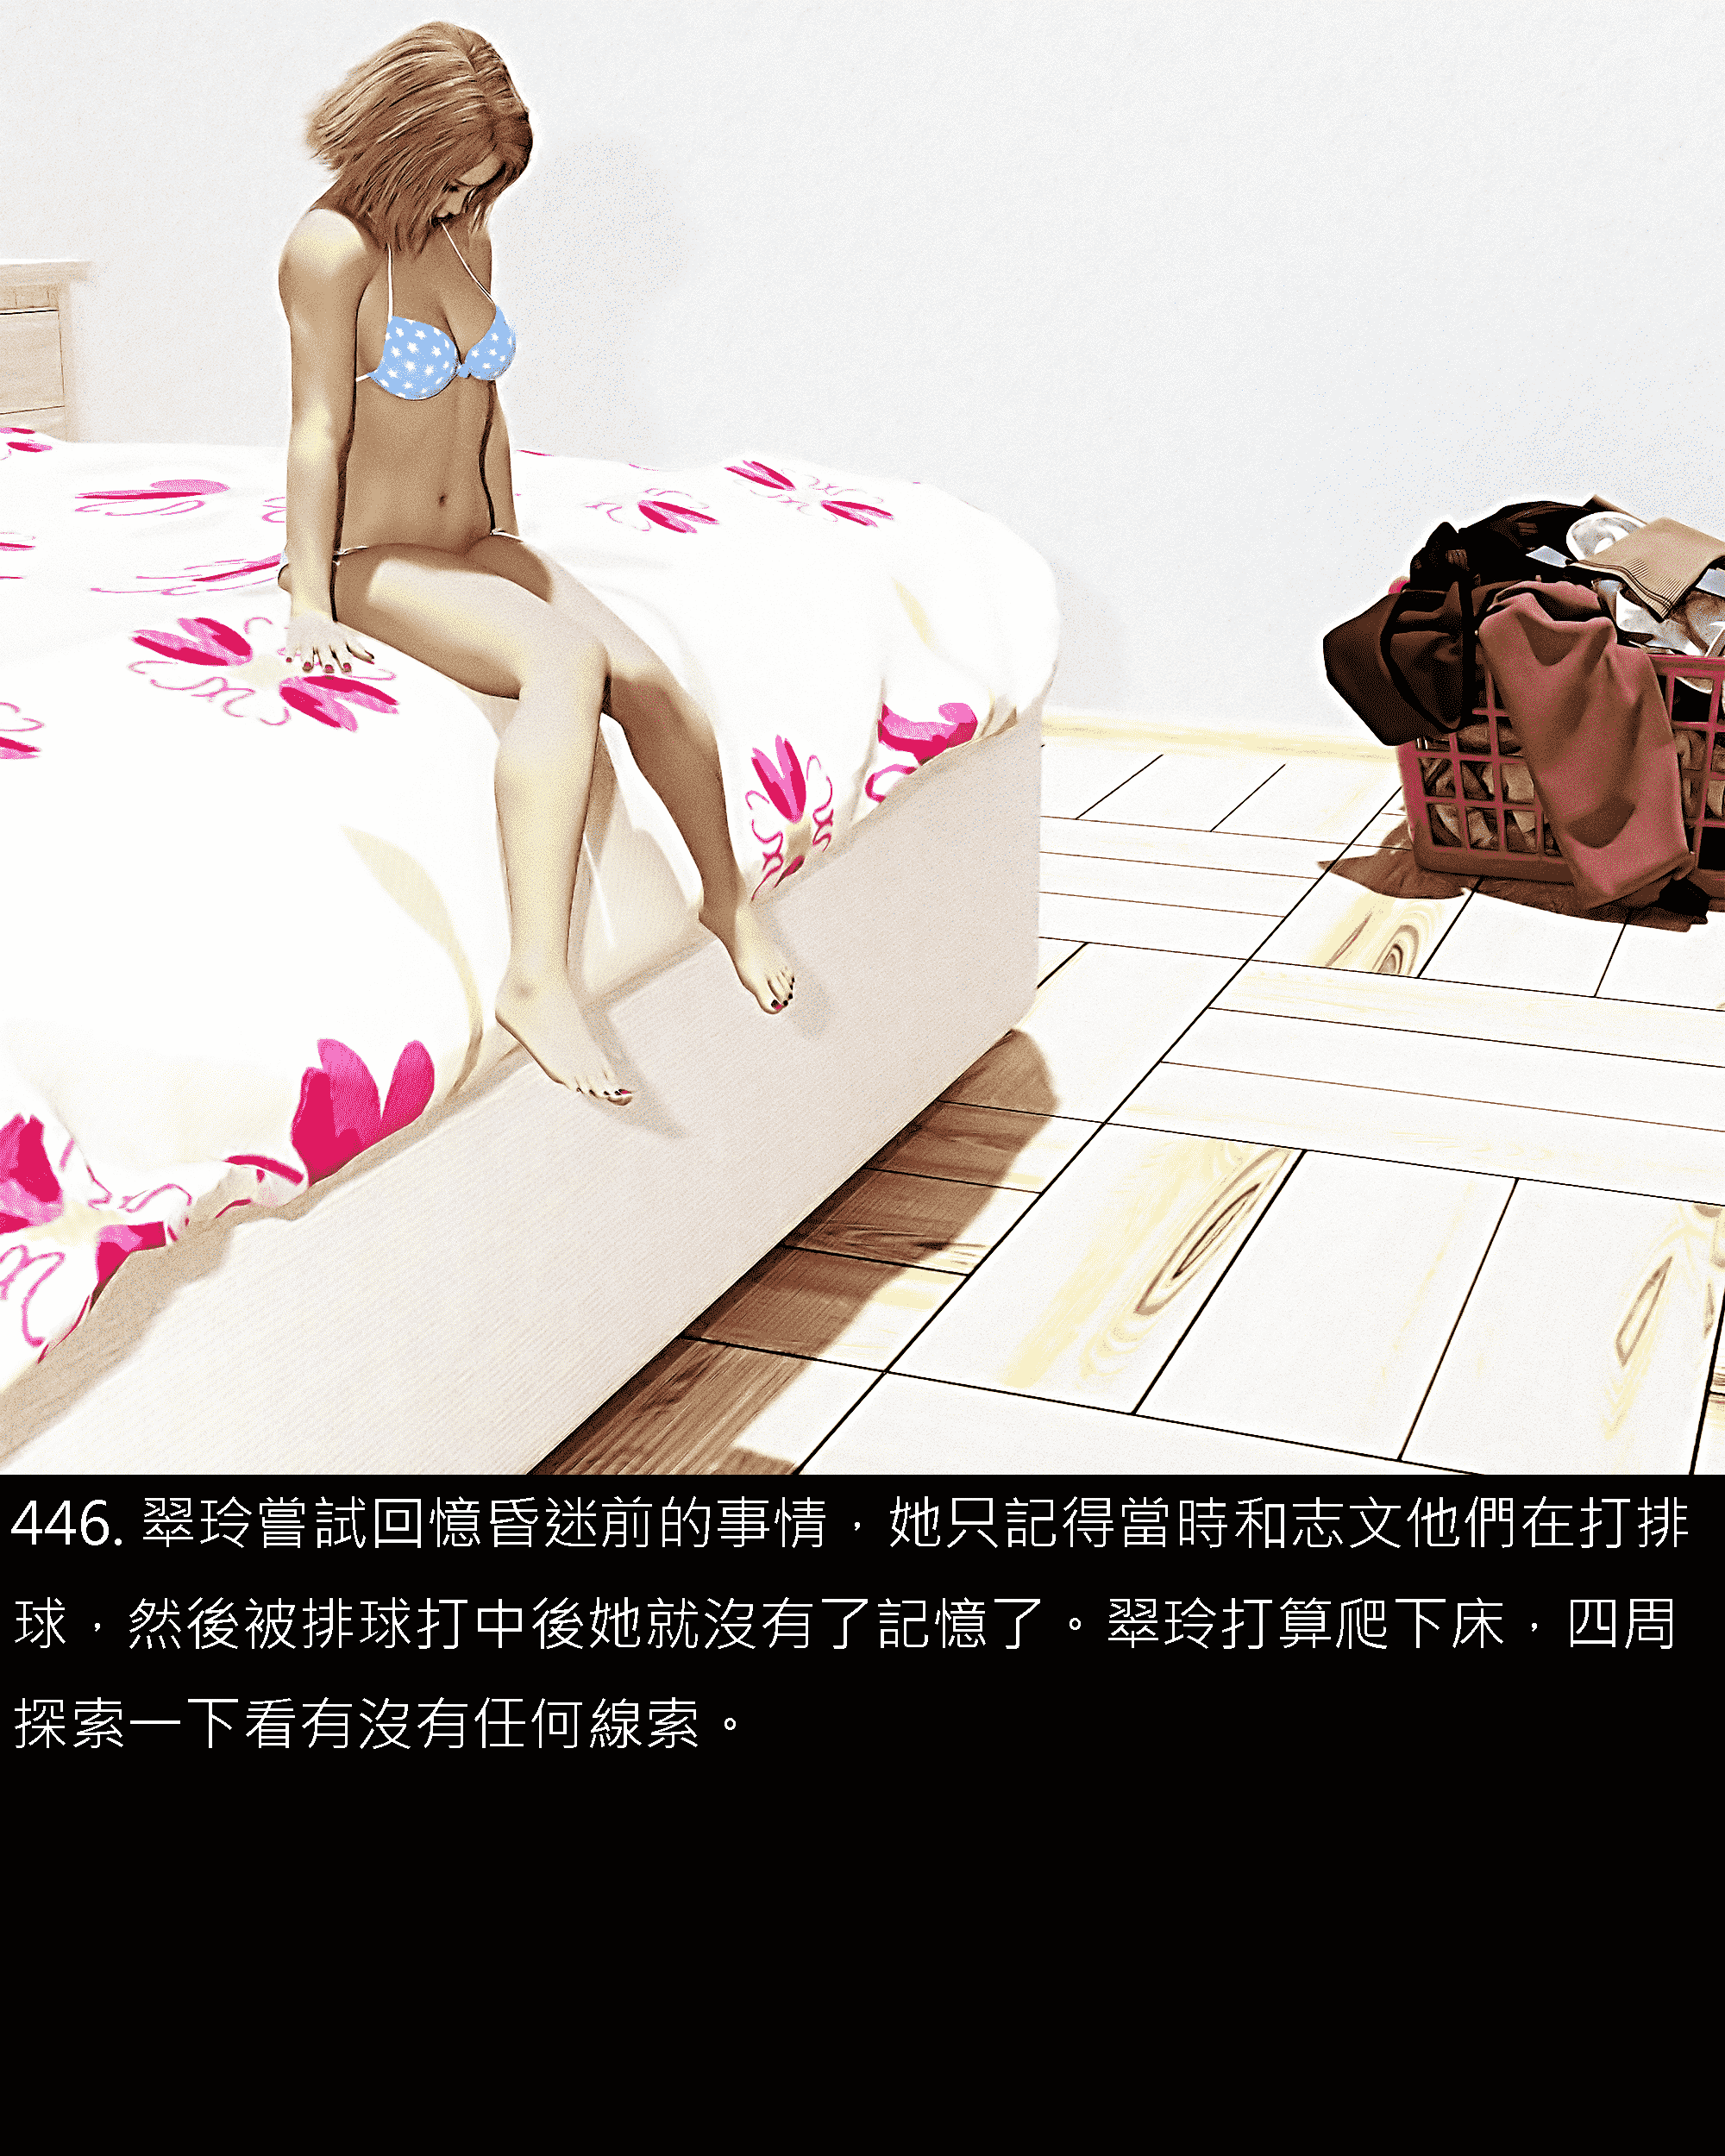 446. 翠玲嘗試回憶昏迷前的事情，她只記得當時和志文他們在打排
球，然後被排球打中後她就沒有了記憶了。翠玲打算爬下床，四周
探索一下看有沒有任何線索。